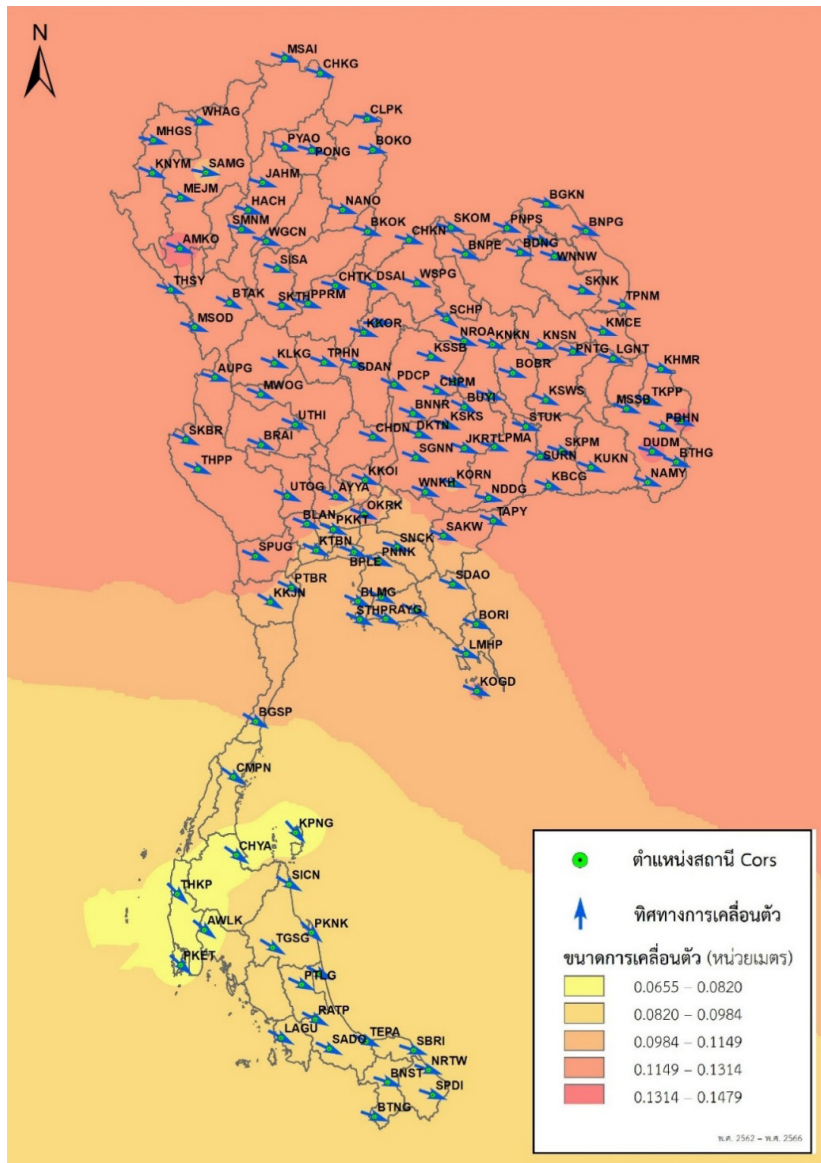 N
MSAI
CHKG
CLPK
WHAG
MHGS
PYAO
PONG
BOKO
KNYM
SAMG
JAHM
MEJM
BGKN
HACH
NANO
SMNM
WGCN
BKOK
CHKN
SKOM
PNPS
BNPG
AMKO
BNPE
BDNG
WNNW
SISA
THSY
CHTK
DSAL
WSPG
SKNK
BTAK
SKTH
PPRM
TPNM
MSOD
SCHP
KKOR
KMCE
NROA
KNKN
KNSN
KSSB
PNTG
LGNT
KLKG
TPHN
SDAN
BOBR
KHMR
AUPG
PDCP
CHPM
MWOG
BUYI
KSWS
TKPP
MSSB
BNNR
UTHI
KSKS
STUK
PBHN
SKBR
BRAI
CHDN
DKTN
JKRT
LPMA
SKPM
DUDM
SGNN
SURN
BTHG
THPP
KUKN
KKOI
KORN
KBCG
NAMY
UTOG
AYYA
WNKH
NDDG
OKRK
BLAN
PKKT
TAPY
SAKW
KTBN
SNCK
SPUG
BPLE
PNNK
PTBR
SDAO
KKJN
BLMG
STHP
RAYG
BORI
LMHP
KOGD
BGSP
CMPN
KPNG
CHYA
SICN
THKP
AWLK
PKNK
TGSG
PKET
PTLG
RATP
LAGU
SADO
TEPA
SBRI
NRTW
BNST
SPDI
BTNG
ตำแหน่งสถานี Cors
ทิศทางการเคลื่อนตัว
ขนาดการเคลื่อนตัว (หน่วยเมตร)
0.0655 – 0.0820
0.0820 – 0.0984
0.0984 – 0.1149
0.1149 – 0.1314
0.1314 – 0.1479
พ.ศ. 2562 – พ.ศ. 2566